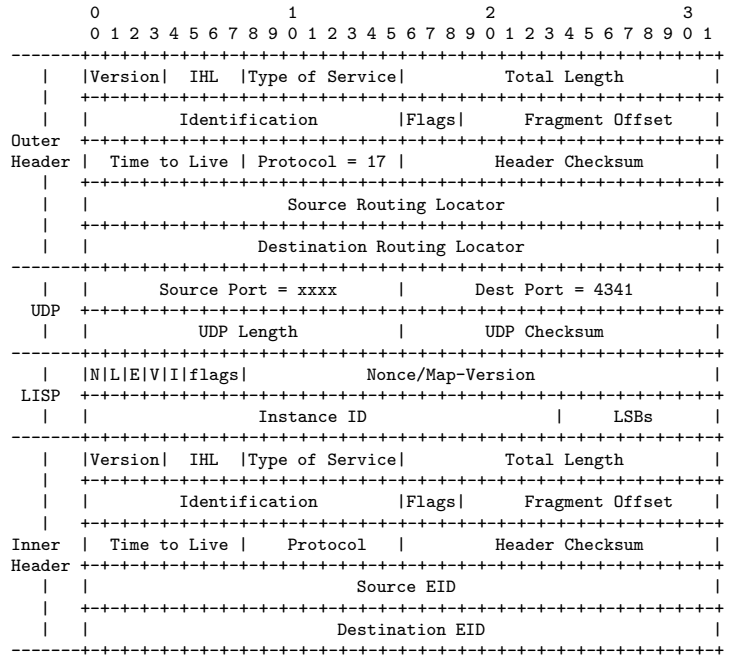 0                   1                   2                   3
        0 1 2 3 4 5 6 7 8 9 0 1 2 3 4 5 6 7 8 9 0 1 2 3 4 5 6 7 8 9 0 1
-------+-+-+-+-+-+-+-+-+-+-+-+-+-+-+-+-+-+-+-+-+-+-+-+-+-+-+-+-+-+-+-+-+
   |   |Version|  IHL  |Type of Service|          Total Length         |
   |   +-+-+-+-+-+-+-+-+-+-+-+-+-+-+-+-+-+-+-+-+-+-+-+-+-+-+-+-+-+-+-+-+
   |   |         Identification        |Flags|      Fragment Offset    |
Outer  +-+-+-+-+-+-+-+-+-+-+-+-+-+-+-+-+-+-+-+-+-+-+-+-+-+-+-+-+-+-+-+-+
Header |  Time to Live | Protocol = 17 |         Header Checksum       |
   |   +-+-+-+-+-+-+-+-+-+-+-+-+-+-+-+-+-+-+-+-+-+-+-+-+-+-+-+-+-+-+-+-+
   |   |                    Source Routing Locator                     |
   |   +-+-+-+-+-+-+-+-+-+-+-+-+-+-+-+-+-+-+-+-+-+-+-+-+-+-+-+-+-+-+-+-+
   |   |                 Destination Routing Locator                   |
-------+-+-+-+-+-+-+-+-+-+-+-+-+-+-+-+-+-+-+-+-+-+-+-+-+-+-+-+-+-+-+-+-+
   |   |       Source Port = xxxx      |       Dest Port = 4341        |
  UDP  +-+-+-+-+-+-+-+-+-+-+-+-+-+-+-+-+-+-+-+-+-+-+-+-+-+-+-+-+-+-+-+-+
   |   |           UDP Length          |        UDP Checksum           |
-------+-+-+-+-+-+-+-+-+-+-+-+-+-+-+-+-+-+-+-+-+-+-+-+-+-+-+-+-+-+-+-+-+
   |   |N|L|E|V|I|flags|            Nonce/Map-Version                  |
 LISP  +-+-+-+-+-+-+-+-+-+-+-+-+-+-+-+-+-+-+-+-+-+-+-+-+-+-+-+-+-+-+-+-+
   |   |                 Instance ID                   |     LSBs      |
-------+-+-+-+-+-+-+-+-+-+-+-+-+-+-+-+-+-+-+-+-+-+-+-+-+-+-+-+-+-+-+-+-+
   |   |Version|  IHL  |Type of Service|          Total Length         |
   |   +-+-+-+-+-+-+-+-+-+-+-+-+-+-+-+-+-+-+-+-+-+-+-+-+-+-+-+-+-+-+-+-+
   |   |         Identification        |Flags|      Fragment Offset    |
   |   +-+-+-+-+-+-+-+-+-+-+-+-+-+-+-+-+-+-+-+-+-+-+-+-+-+-+-+-+-+-+-+-+
Inner  |  Time to Live |    Protocol   |         Header Checksum       |
Header +-+-+-+-+-+-+-+-+-+-+-+-+-+-+-+-+-+-+-+-+-+-+-+-+-+-+-+-+-+-+-+-+
   |   |                           Source EID                          |
   |   +-+-+-+-+-+-+-+-+-+-+-+-+-+-+-+-+-+-+-+-+-+-+-+-+-+-+-+-+-+-+-+-+
   |   |                         Destination EID                       |
-------+-+-+-+-+-+-+-+-+-+-+-+-+-+-+-+-+-+-+-+-+-+-+-+-+-+-+-+-+-+-+-+-+